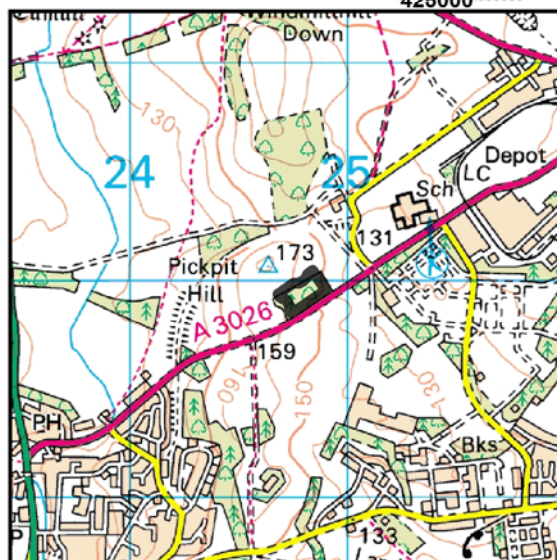 425000
Down
130
24
25
Depot
LC
Sch
131
173
Pickpit
Hill
A 3026
159
160
150
130
PH
Bks
P
133